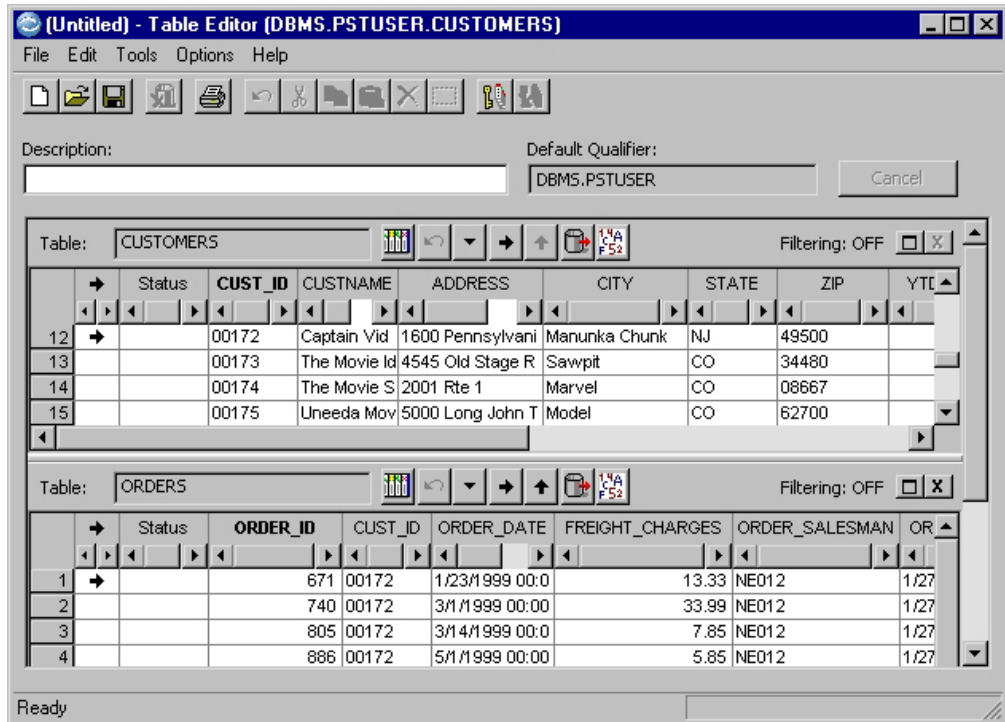 (Untitled) - Table Editor (DBMS.PSTUSER.CUSTOMERS)
File Edit Tools Options Help
Description: Default Qualifier:
DBMS.PSTUSER Cancel
Table: CUSTOMERS Filtering: OFF
Status CUST_ID CUSTNAME ADDRESS CITY STATE ZIP YTD
12 00172 Captain Vid 1600 Pennsylvani Manunka Chunk NJ 49500
13 00173 The Movie Id 4545 Old Stage R Sawpit CO 34480
14 00174 The Movie S 2001 Rte 1 Marvel CO 08667
15 00175 Uneeda Mov 5000 Long John T Model CO 62700
Table: ORDERS Filtering: OFF
Status ORDER_ID CUST_ID ORDER_DATE FREIGHT_CHARGES ORDER_SALESMAN OR
1 671 00172 1/23/1999 00:0 13.33 NE012 1/27
2 740 00172 3/1/1999 00:00 33.99 NE012 1/27
3 805 00172 3/14/1999 00:0 7.85 NE012 1/27
4 886 00172 5/1/1999 00:00 5.85 NE012 1/27
Ready